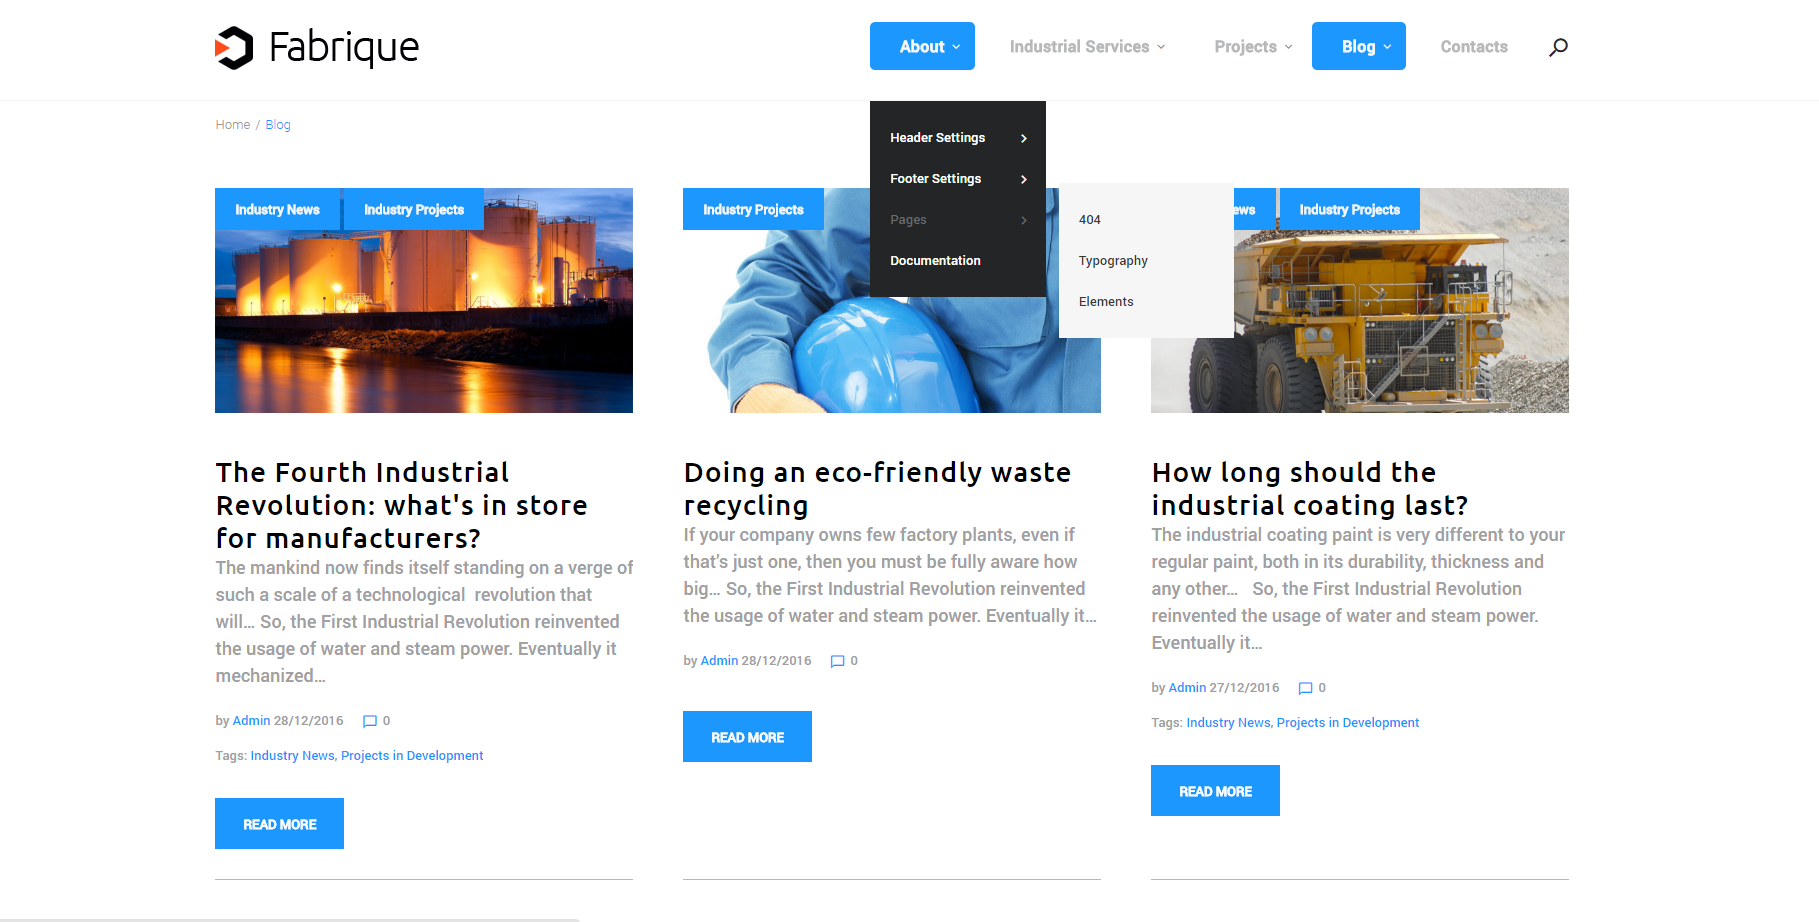 Fabrique
About
Industrial Services
Projects
Blog
Contacts
Home / Blog
Header Settings
Footer Settings
Pages
Documentation
404
Typography
Elements
Industry News
Industry Projects
The Fourth Industrial
Revolution: what's in store
for manufacturers?
The mankind now finds itself standing on a verge of
such a scale of a technological  revolution that
will... So, the First Industrial Revolution reinvented
the usage of water and steam power. Eventually it
mechanized...
by Admin 28/12/2016 0
Tags: Industry News, Projects in Development
READ MORE
Industry Projects
Doing an eco-friendly waste
recycling
If your company owns few factory plants, even if
that’s just one, then you must be fully aware how
big... So, the First Industrial Revolution reinvented
the usage of water and steam power. Eventually it...
by Admin 28/12/2016 0
READ MORE
Industry Projects
How long should the
industrial coating last?
The industrial coating paint is very different to your
regular paint, both in its durability, thickness and
any other...   So, the First Industrial Revolution
reinvented the usage of water and steam power.
Eventually it...
by Admin 27/12/2016 0
Tags: Industry News, Projects in Development
READ MORE